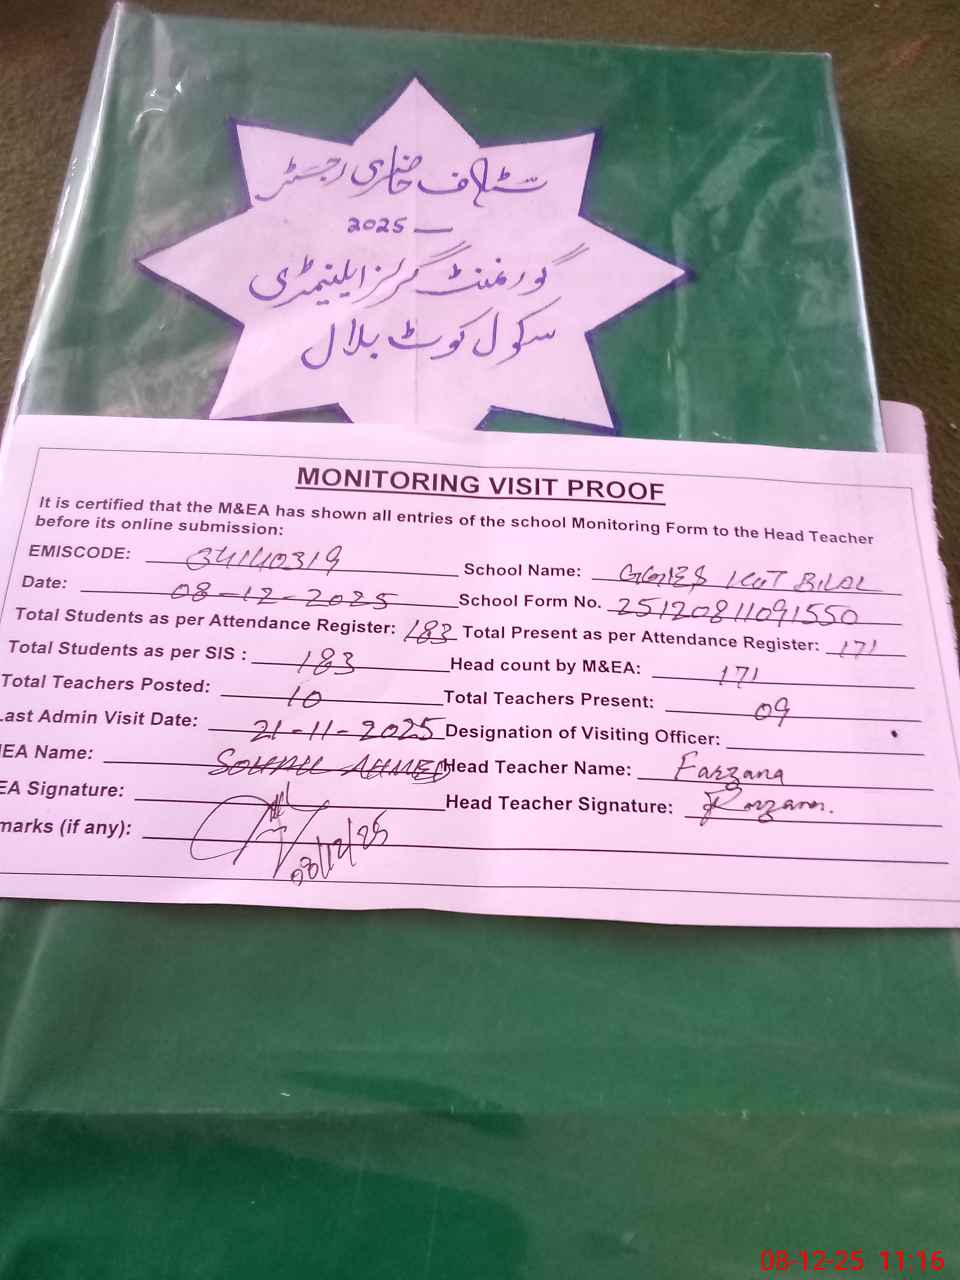 سٹاف حاضری رجسٹر
2025 —
گورنمنٹ گرلز ایلیمنٹری
سکول کوٹ بلال
MONITORING VISIT PROOF
It is certified that the M&EA has shown all entries of the school Monitoring Form to the Head Teacher
before its online submission:
EMISCODE: 34140319 School Name: GGES KOT BILAL
Date: 08-12-2025 School Form No. 25120811091550
Total Students as per Attendance Register: 183 Total Present as per Attendance Register: 171
Total Students as per SIS : 183 Head count by M&EA: 171
Total Teachers Posted: 10 Total Teachers Present: 09
Last Admin Visit Date: 21-11-2025 Designation of Visiting Officer:
EA Name: SOHAIL AHMED Head Teacher Name: Farzana
EA Signature: Head Teacher Signature: Farzana.
marks (if any):
08/12/25
08-12-25 11:16